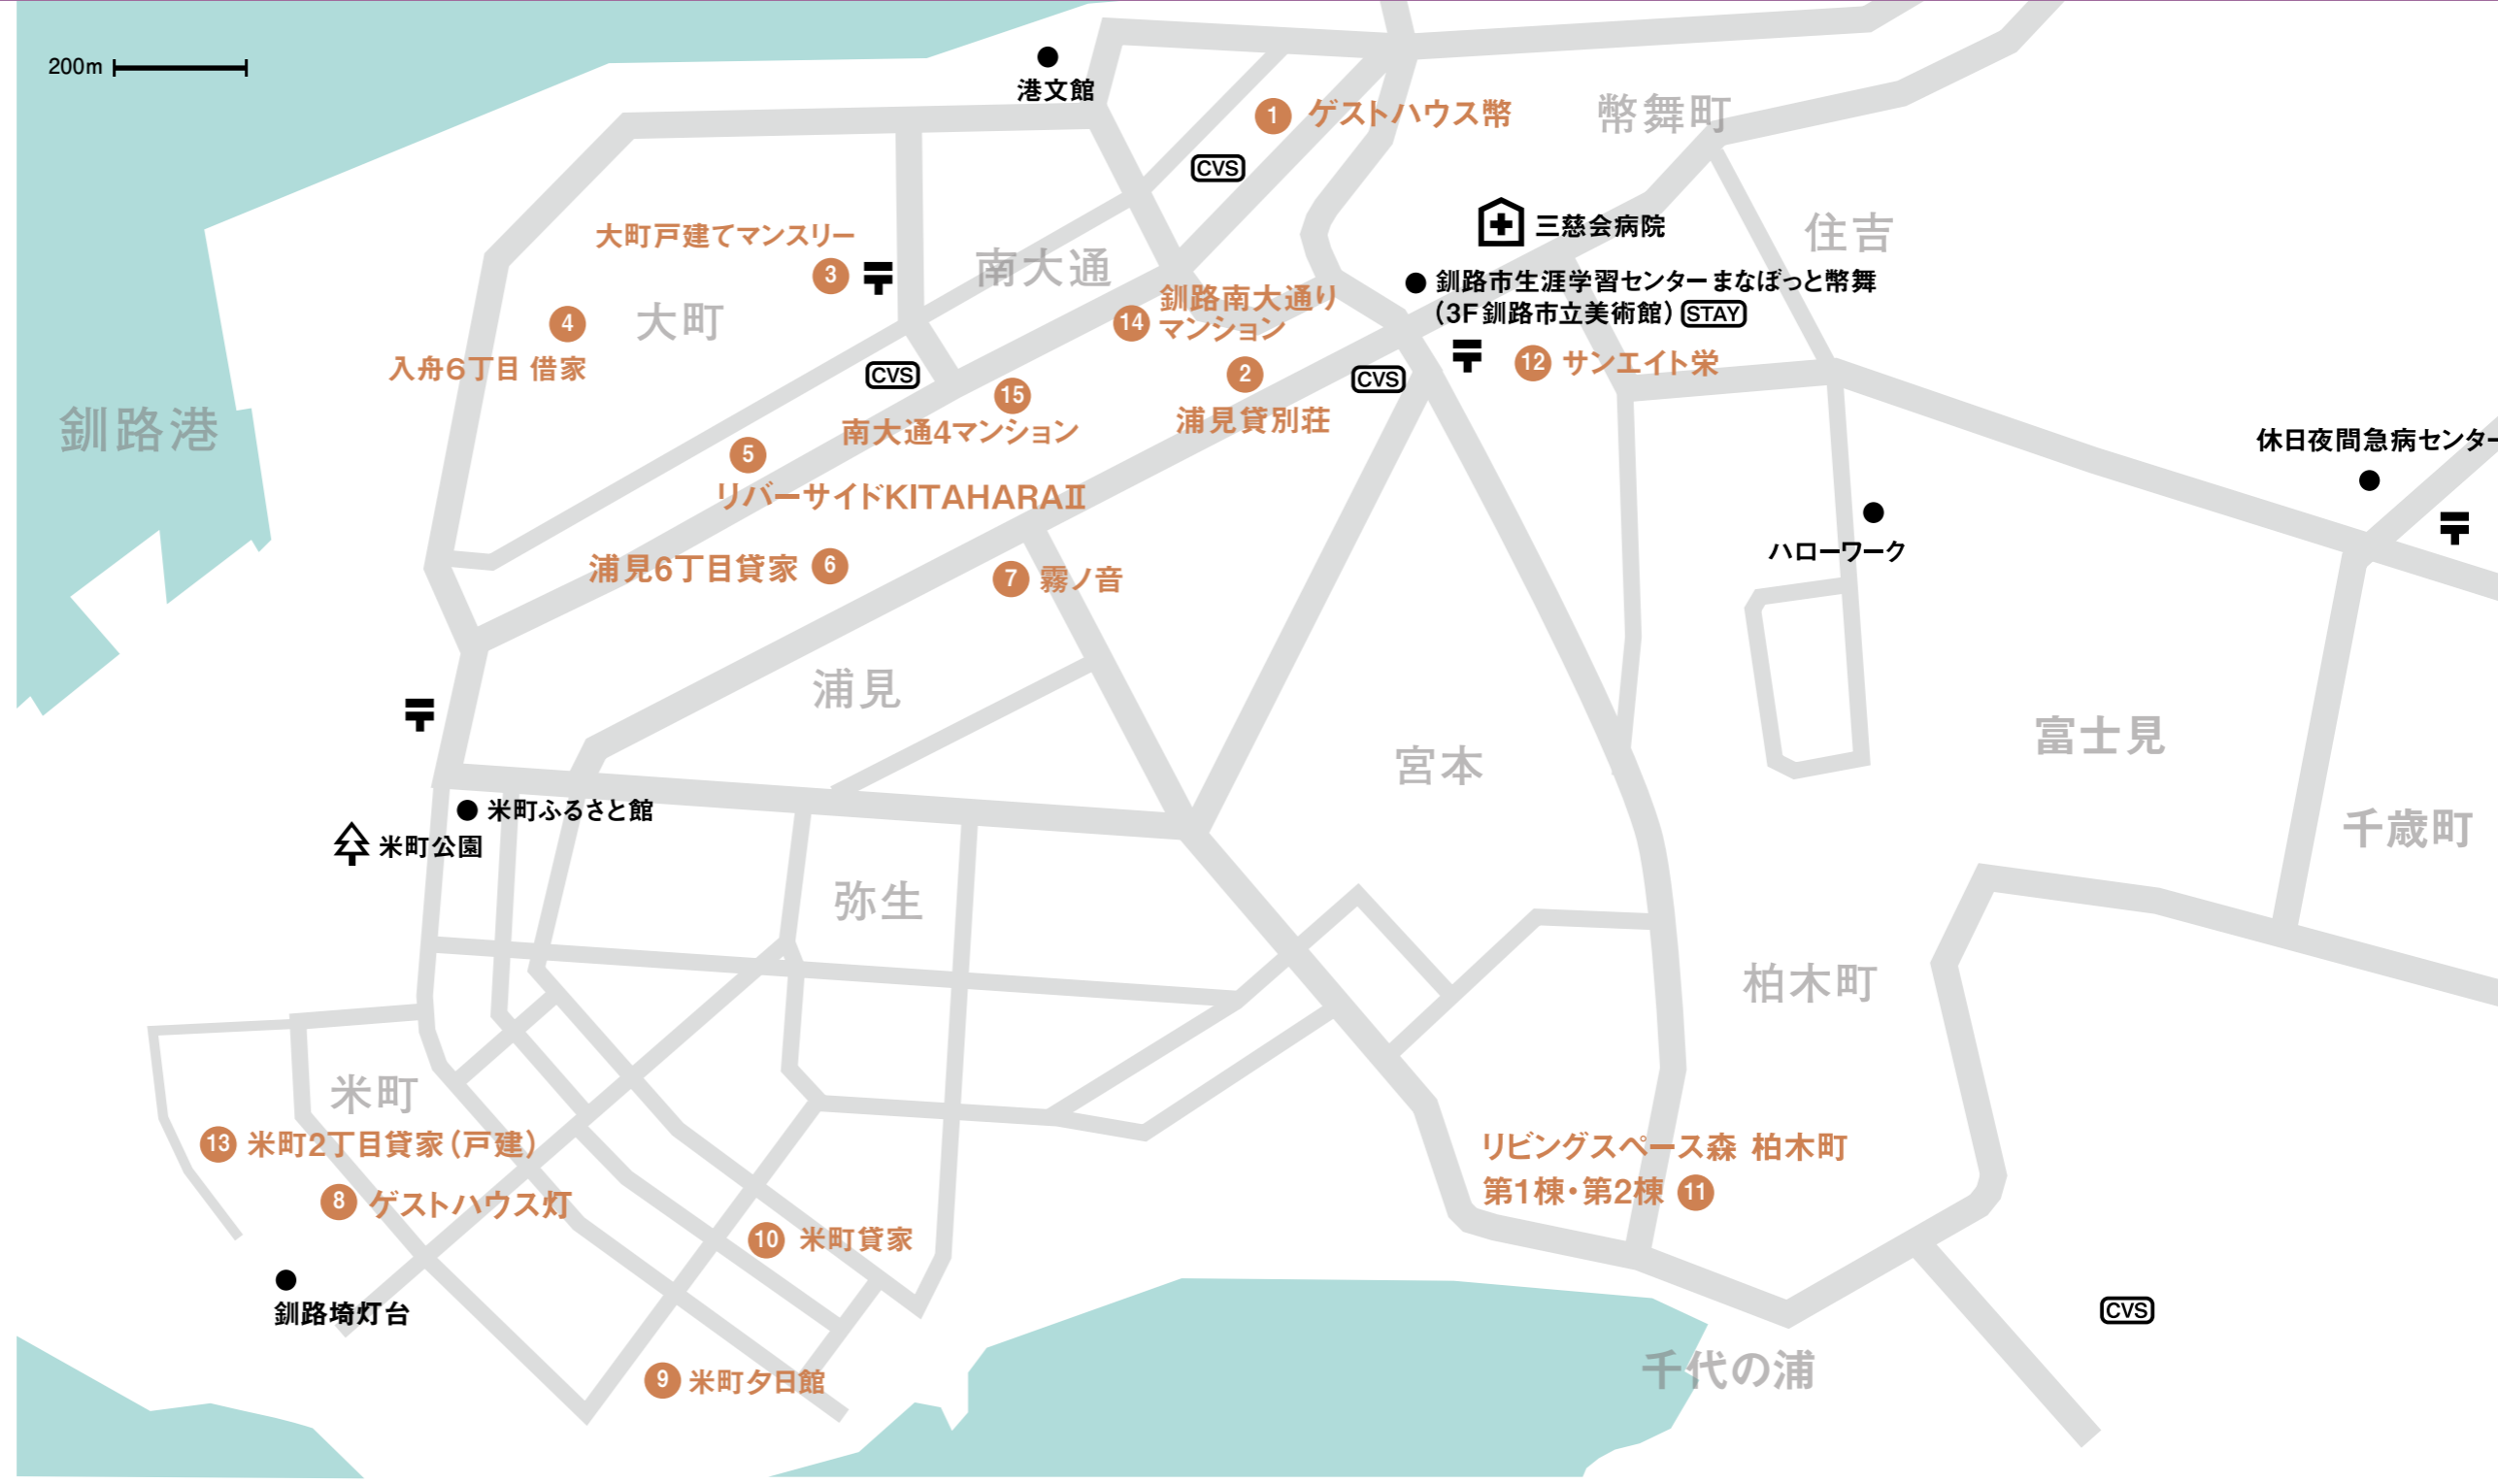 200m
港文館
1 ゲストハウス幣
幣舞町
CVS
三慈会病院
住吉
大町戸建てマンスリー
3
南大通
釧路市生涯学習センター まなぼっと幣舞
（3F 釧路市立美術館） STAY
釧路南大通り
14 マンション
大町
4
入舟6丁目 借家
CVS
2
浦見貸別荘
CVS
12 サンエイト栄
15
南大通4マンション
釧路港
5
リバーサイドKITAHARAⅡ
休日夜間急病センター
ハローワーク
浦見6丁目貸家 6
7 霧ノ音
浦見
宮本
富士見
千歳町
米町ふるさと館
米町公園
弥生
柏木町
米町
13 米町2丁目貸家（戸建）
8 ゲストハウス灯
リビングスペース森 柏木町
第1棟・第2棟 11
10 米町貸家
釧路埼灯台
CVS
千代の浦
9 米町夕日館